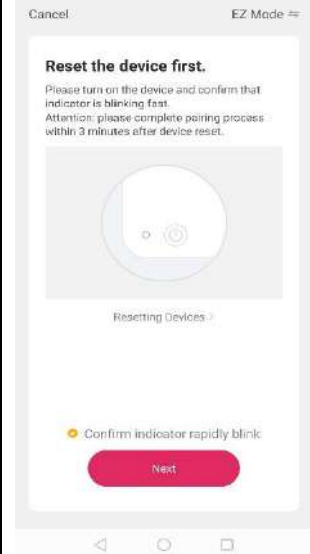 Cancel
EZ Mode
Reset the device first.
Please turn on the device and confirm that
indicator is blinking fast.
Attention: please complete pairing process
within 3 minutes after device reset.
Resetting Devices >
Confirm indicator rapidly blink
Next